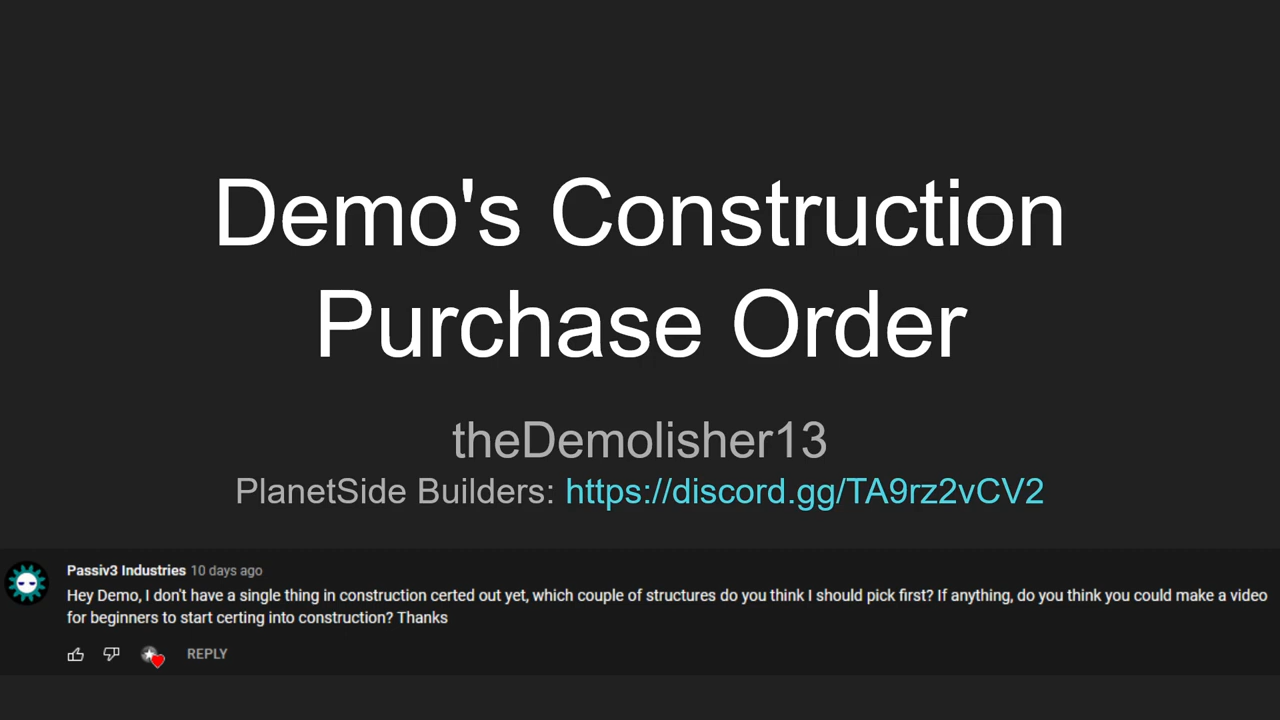 Demo's Construction
Purchase Order
theDemolisher13
PlanetSide Builders: https://discord.gg/TA9rz2vCV2
Passiv3 Industries 10 days ago
Hey Demo, I don't have a single thing in construction certed out yet, which couple of structures do you think I should pick first? If anything, do you think you could make a video
for beginners to start certing into construction? Thanks
REPLY